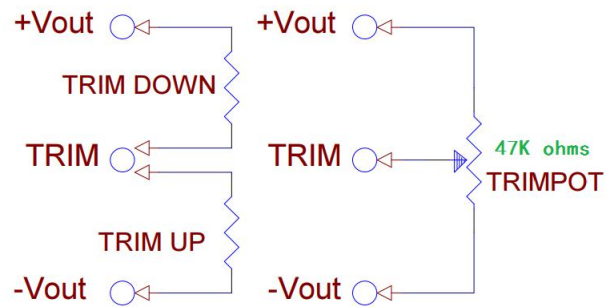 +Vout
TRIM DOWN
TRIM
TRIM UP
-Vout
+Vout
TRIM
47K ohms
TRIMPOT
-Vout